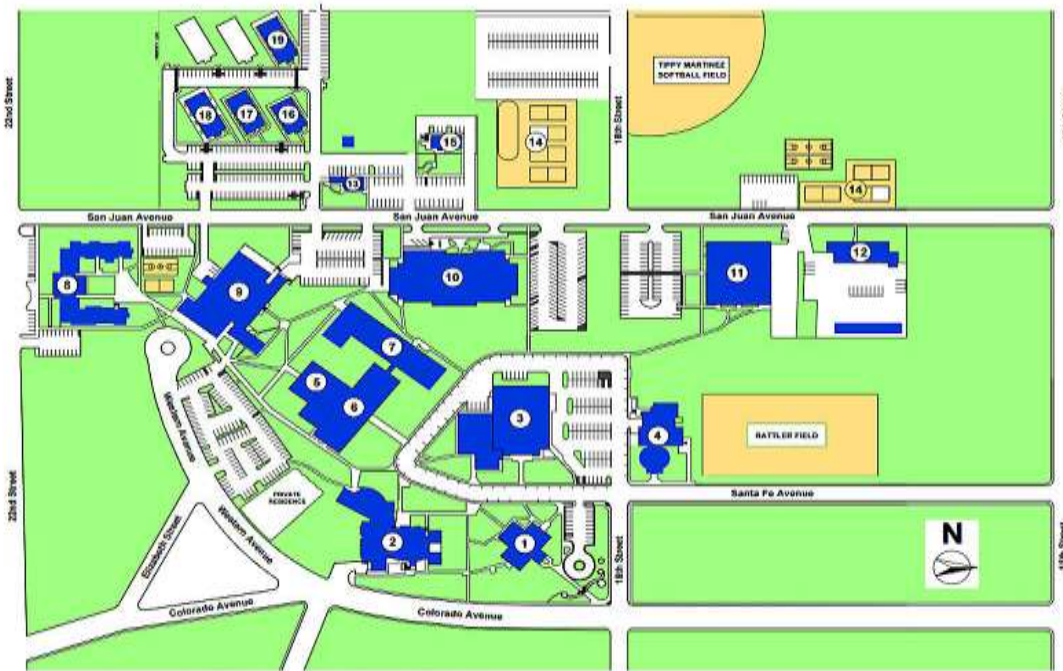 19
TIPPY MARTINEZ
SOFTBALL FIELD
22nd Street
18
17
16
15
14
18th Street
13
14
San Juan Avenue
San Juan Avenue
San Juan Avenue
8
9
10
11
12
7
5
6
3
4
RATTLER FIELD
Western Avenue
22nd Street
PRIVATE
RESIDENCE
Santa Fe Avenue
Elizabeth Street
Western Avenue
2
1
18th Street
N
Colorado Avenue
Colorado Avenue